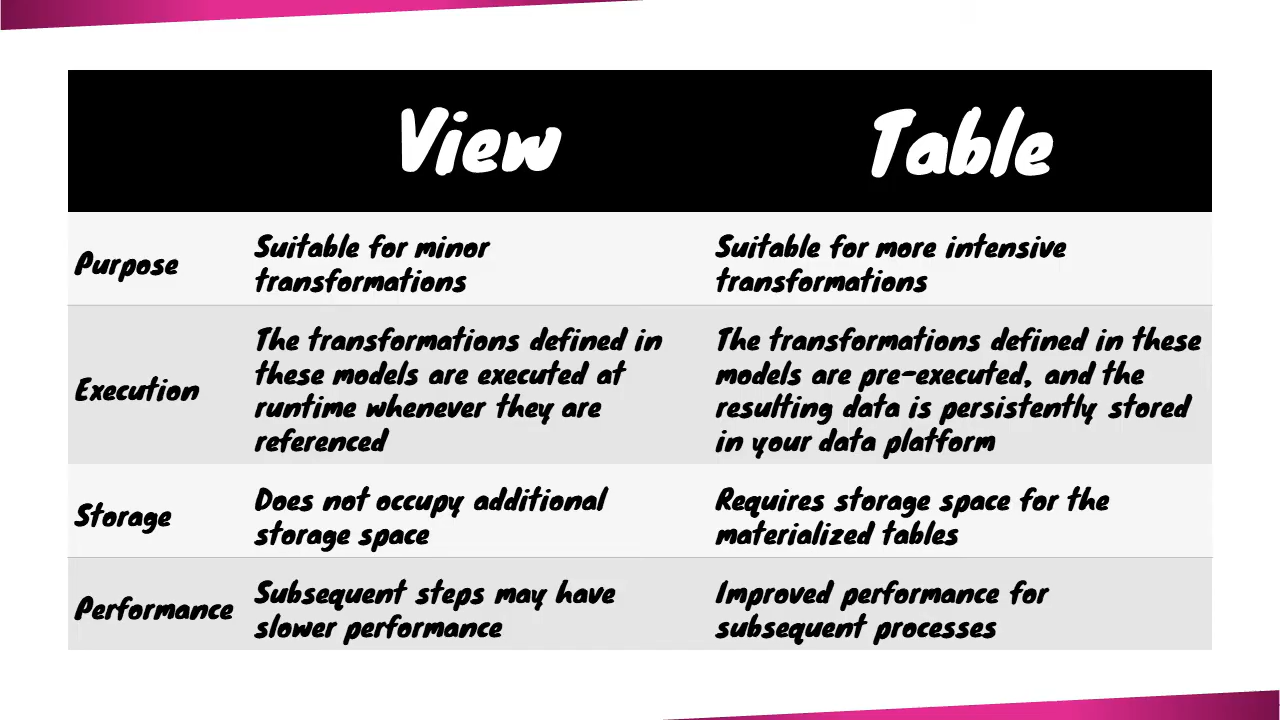 View Table
Purpose
Suitable for minor
transformations
Suitable for more intensive
transformations
Execution
The transformations defined in
these models are executed at
runtime whenever they are
referenced
The transformations defined in these
models are pre-executed, and the
resulting data is persistently stored
in your data platform
Storage
Does not occupy additional
storage space
Requires storage space for the
materialized tables
Performance
Subsequent steps may have
slower performance
Improved performance for
subsequent processes